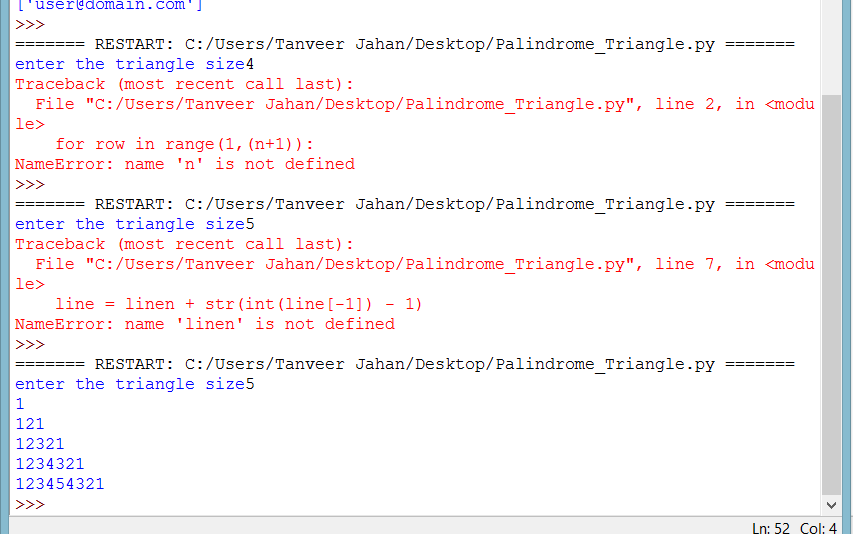 ['user@domain.com']
>>>
======= RESTART: C:/Users/Tanveer Jahan/Desktop/Palindrome_Triangle.py =======
enter the triangle size4
Traceback (most recent call last):
  File "C:/Users/Tanveer Jahan/Desktop/Palindrome_Triangle.py", line 2, in <modu
le>
    for row in range(1,(n+1)):
NameError: name 'n' is not defined
>>>
======= RESTART: C:/Users/Tanveer Jahan/Desktop/Palindrome_Triangle.py =======
enter the triangle size5
Traceback (most recent call last):
  File "C:/Users/Tanveer Jahan/Desktop/Palindrome_Triangle.py", line 7, in <modu
le>
    line = linen + str(int(line[-1]) - 1)
NameError: name 'linen' is not defined
>>>
======= RESTART: C:/Users/Tanveer Jahan/Desktop/Palindrome_Triangle.py =======
enter the triangle size5
1
121
12321
1234321
123454321
>>>
Ln: 52 Col: 4